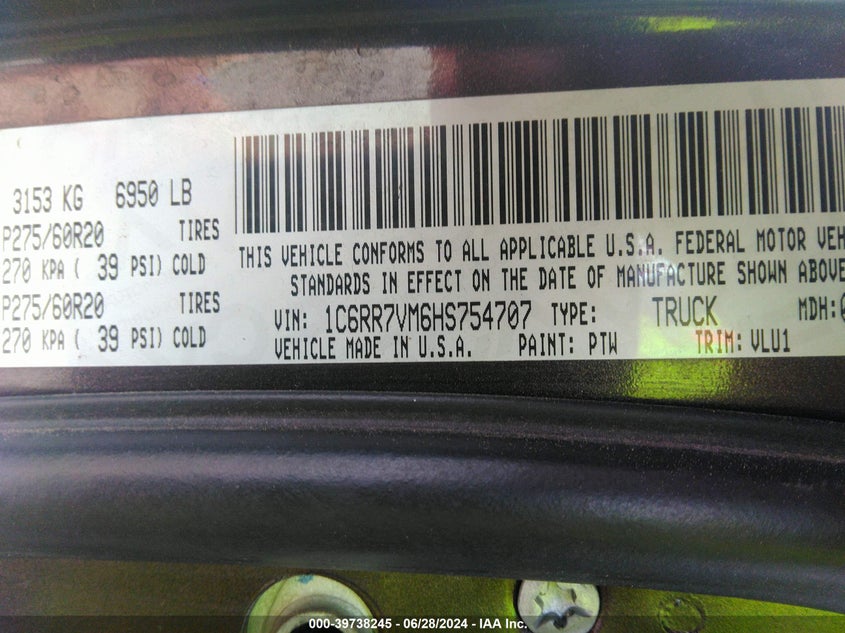 3153 KG 6950 LB
P275/60R20 TIRES
270 KPA ( 39 PSI) COLD
P275/60R20 TIRES
270 KPA ( 39 PSI) COLD
THIS VEHICLE CONFORMS TO ALL APPLICABLE U.S.A. FEDERAL MOTOR VEH
STANDARDS IN EFFECT ON THE DATE OF MANUFACTURE SHOWN ABOVE
VIN: 1C6RR7VM6HS754707 TYPE: TRUCK MDH:
VEHICLE MADE IN U.S.A. PAINT: PTW TRIM: VLU1
000-39738245 - 06/28/2024 - IAA Inc.